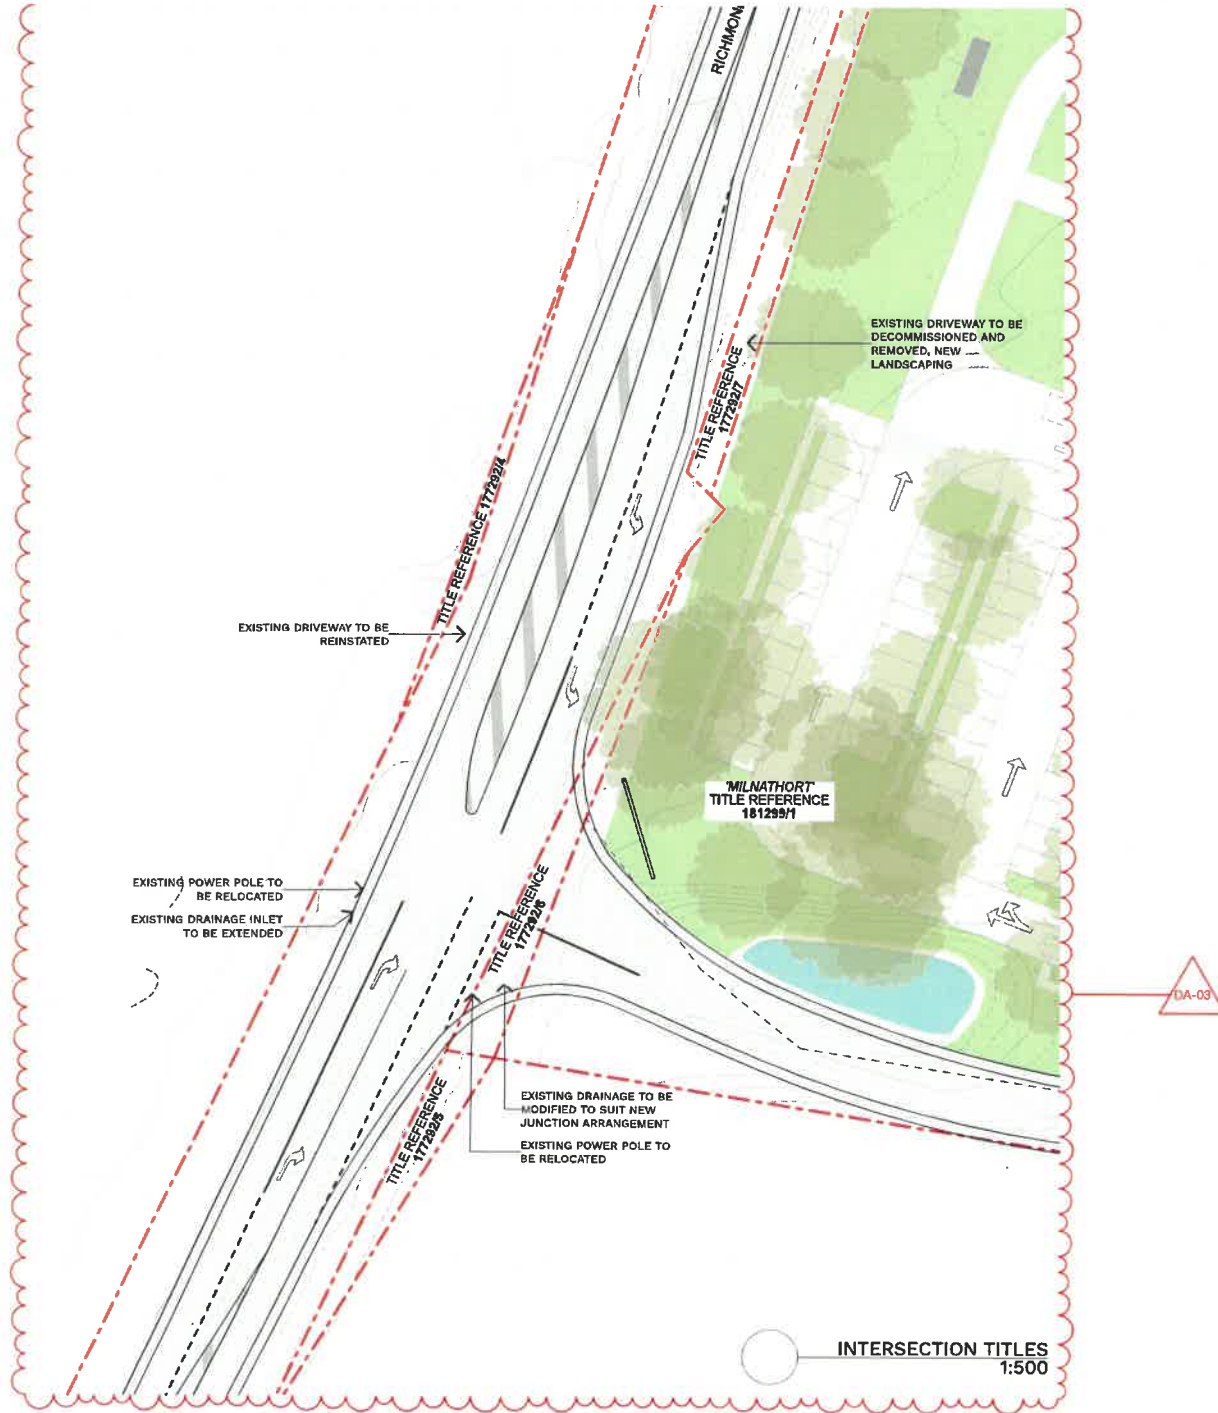 RICHMON
EXISTING DRIVEWAY TO BE
DECOMMISSIONED AND
REMOVED, NEW
LANDSCAPING
TITLE REFERENCE
177292/7
TITLE REFERENCE 177292/4
EXISTING DRIVEWAY TO BE
REINSTATED
'MILNATHORT'
TITLE REFERENCE
181299/1
EXISTING POWER POLE TO
BE RELOCATED
EXISTING DRAINAGE INLET
TO BE EXTENDED
TITLE REFERENCE
177292/6
DA-03
TITLE REFERENCE
177292/5
EXISTING DRAINAGE TO BE
MODIFIED TO SUIT NEW
JUNCTION ARRANGEMENT
EXISTING POWER POLE TO
BE RELOCATED
INTERSECTION TITLES
1:500